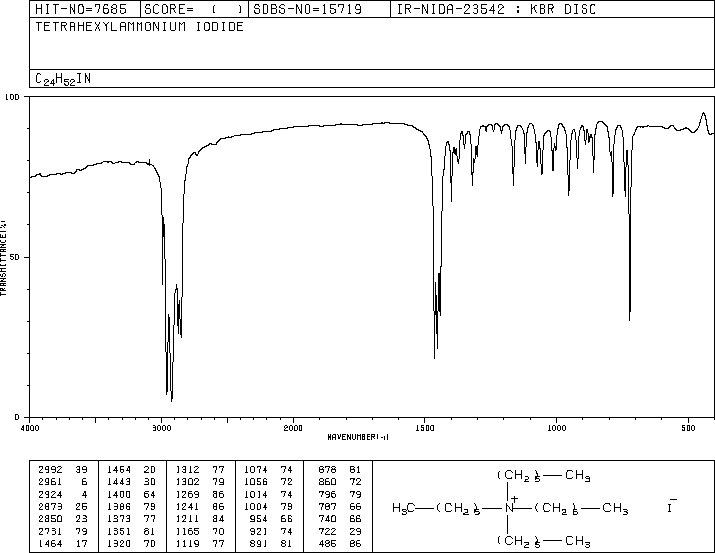 HIT-NO=7685 SCORE= ( ) SDBS-NO=15719 IR-NIDA-23542 : KBR DISC
TETRAHEXYLAMMONIUM IODIDE
C24H52IN
100
50
0
TRANSMITTANCE(%)
4000 3000 2000 1500 1000 500
WAVENUMBER(-1)
2992 39 1454 20 1312 77 1074 74 878 81
2961 6 1443 30 1302 79 1056 72 860 72
2924 4 1400 64 1269 86 1014 74 796 79
2873 25 1386 79 1241 86 1004 79 787 66
2850 23 1373 77 1211 84 954 66 740 66
2731 79 1351 81 1165 70 921 74 722 29
1464 17 1320 70 1119 77 891 81 486 86
(CH2)5—CH3
H3C—(CH2)5—N+—(CH2)5—CH3 I−
(CH2)5—CH3